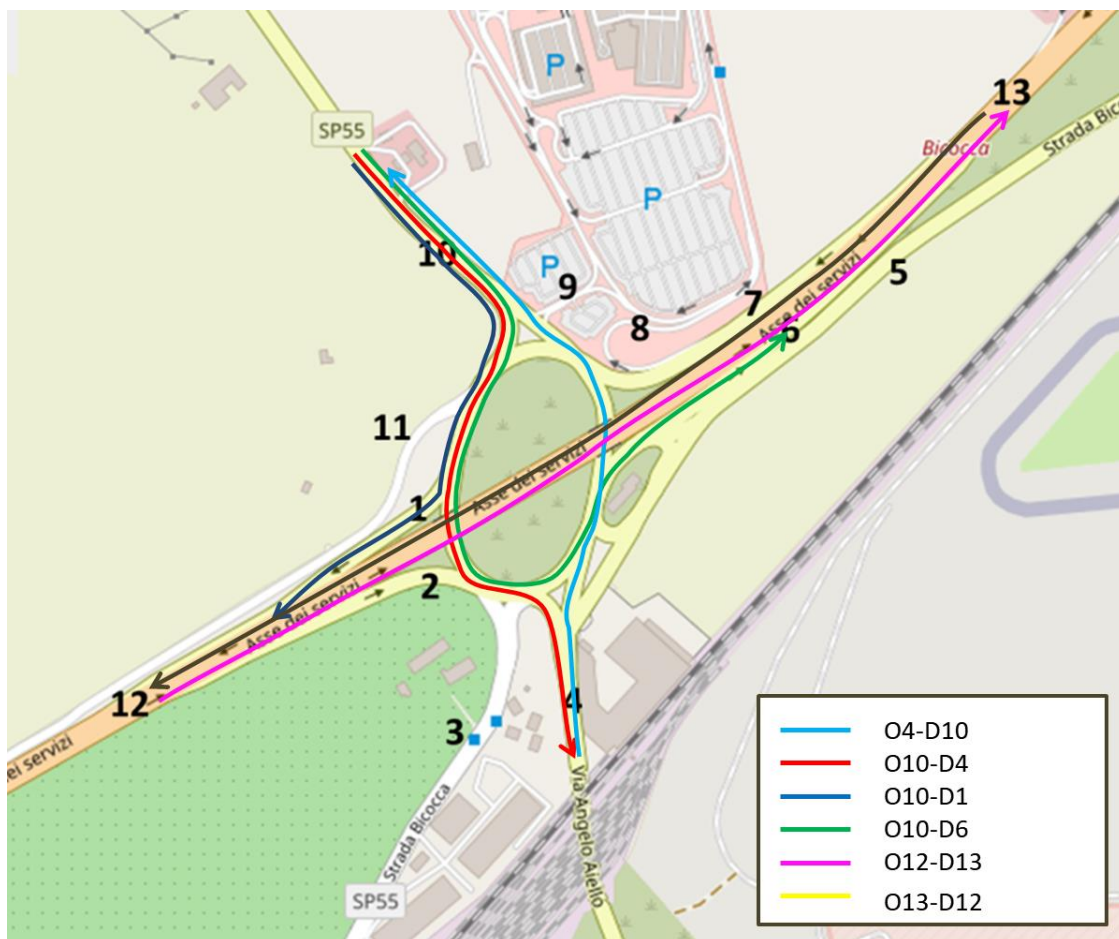 13
SP55
P
Bicocca
Strada Bico
P
10
P
9
5
7
Asse dei servizi
8
6
11
Asse dei servizi
1
2
Asse dei servizi
12
4
3
ei servizi
Via Angelo Aiello
Strada Bicocca
SP55
O4-D10
O10-D4
O10-D1
O10-D6
O12-D13
O13-D12